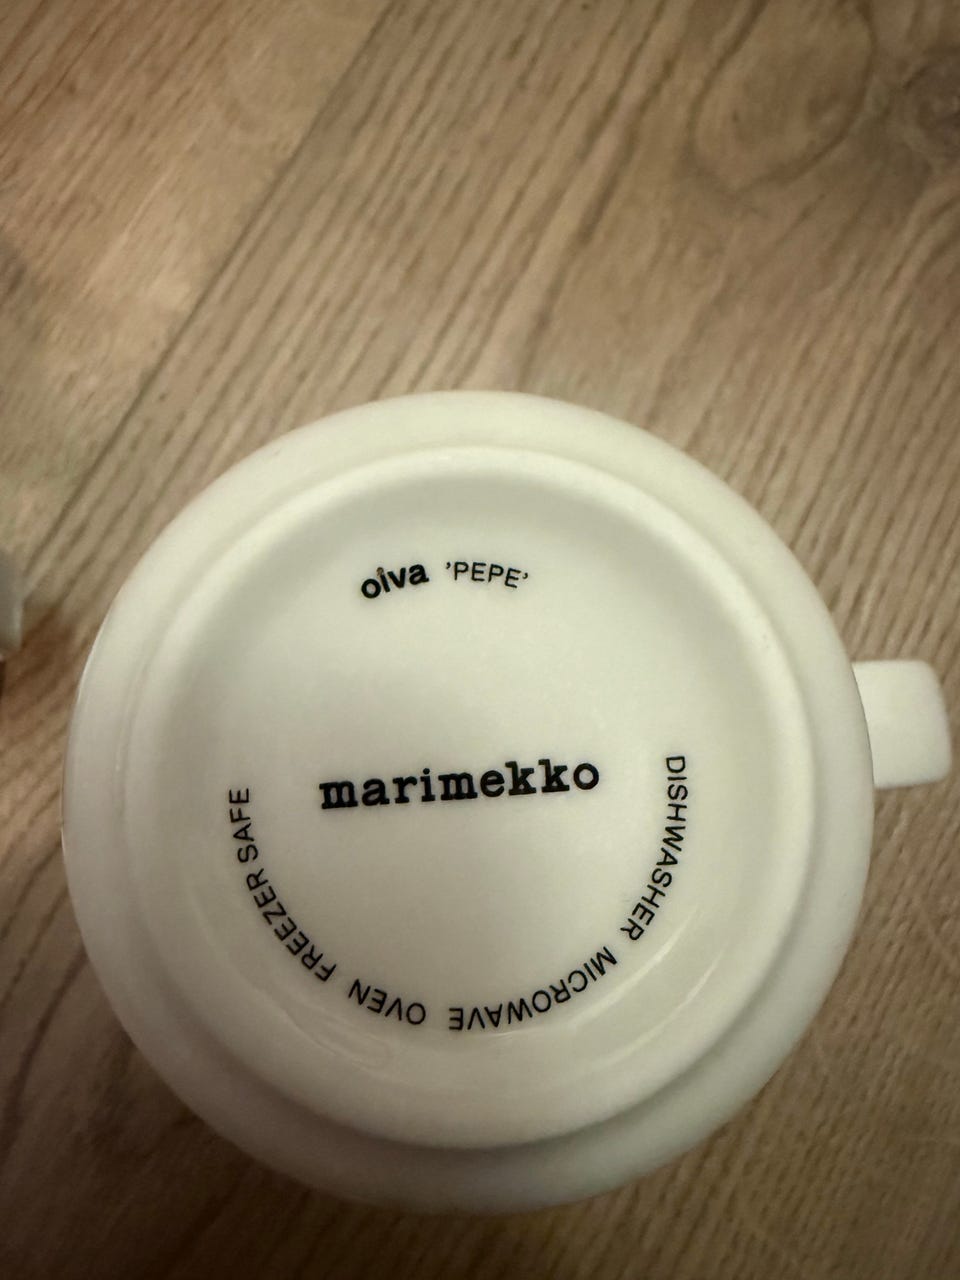 oiva 'PEPE'
marimekko
DISHWASHER MICROWAVE OVEN FREEZER SAFE